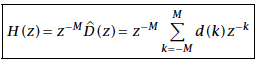 H(z) = z^{-M} \hat{D}(z) = z^{-M} \sum_{k=-M}^{M} d(k) z^{-k}